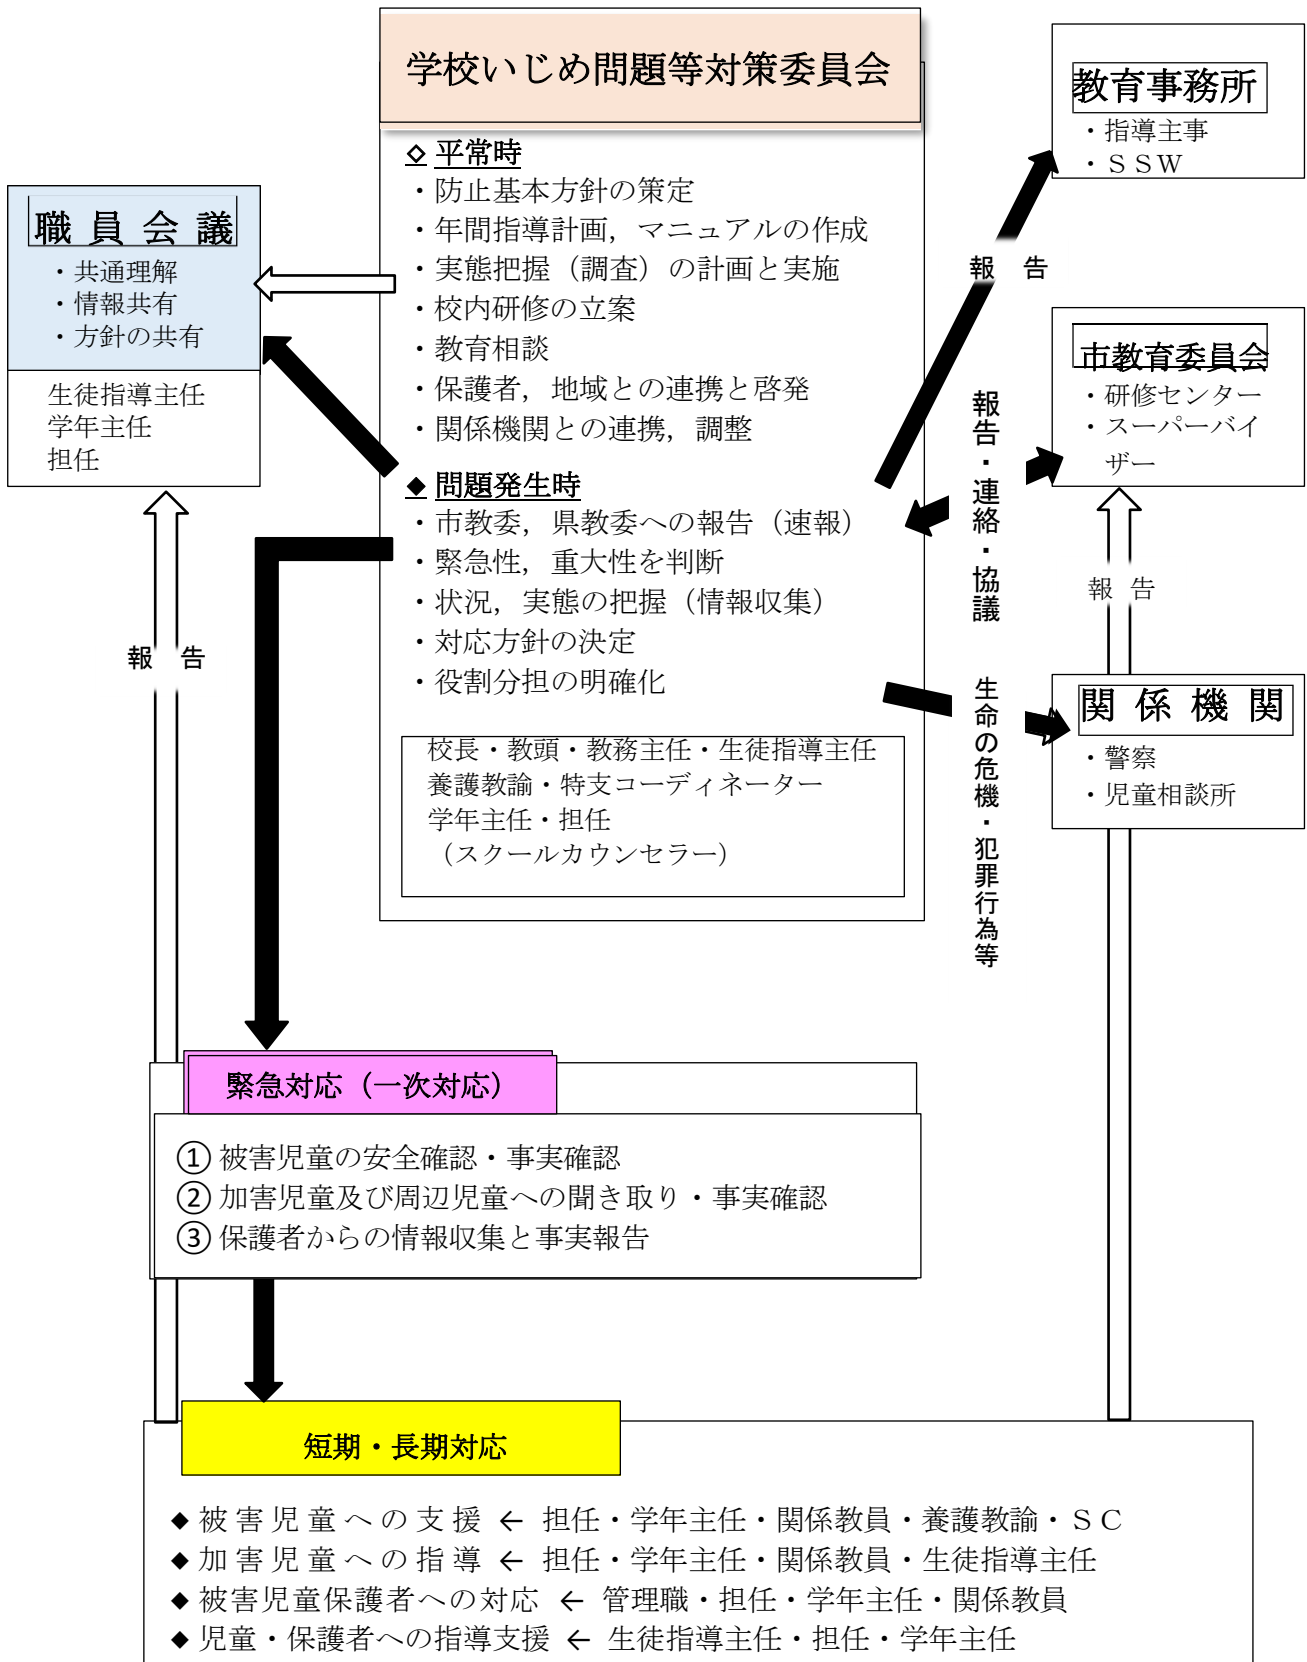 学校いじめ問題等対策委員会
◇ 平常時
・防止基本方針の策定
・年間指導計画，マニュアルの作成
・実態把握（調査）の計画と実施
・校内研修の立案
・教育相談
・保護者，地域との連携と啓発
・関係機関との連携，調整
◆ 問題発生時
・市教委，県教委への報告（速報）
・緊急性，重大性を判断
・状況，実態の把握（情報収集）
・対応方針の決定
・役割分担の明確化
校長・教頭・教務主任・生徒指導主任
養護教諭・特支コーディネーター
学年主任・担任
（スクールカウンセラー）
職員会議
・共通理解
・情報共有
・方針の共有
生徒指導主任
学年主任
担任
報　告
教育事務所
・指導主事
・ＳＳＷ
報　告
市教育委員会
・研修センター
・スーパーバイ
ザー
報告・連絡・協議
報　告
関係機関
・警察
・児童相談所
生命の危機・犯罪行為等
緊急対応（一次対応）
① 被害児童の安全確認・事実確認
② 加害児童及び周辺児童への聞き取り・事実確認
③ 保護者からの情報収集と事実報告
短期・長期対応
◆ 被害児童への支援 ← 担任・学年主任・関係教員・養護教諭・ＳＣ
◆ 加害児童への指導 ← 担任・学年主任・関係教員・生徒指導主任
◆ 被害児童保護者への対応 ← 管理職・担任・学年主任・関係教員
◆ 児童・保護者への指導支援 ← 生徒指導主任・担任・学年主任